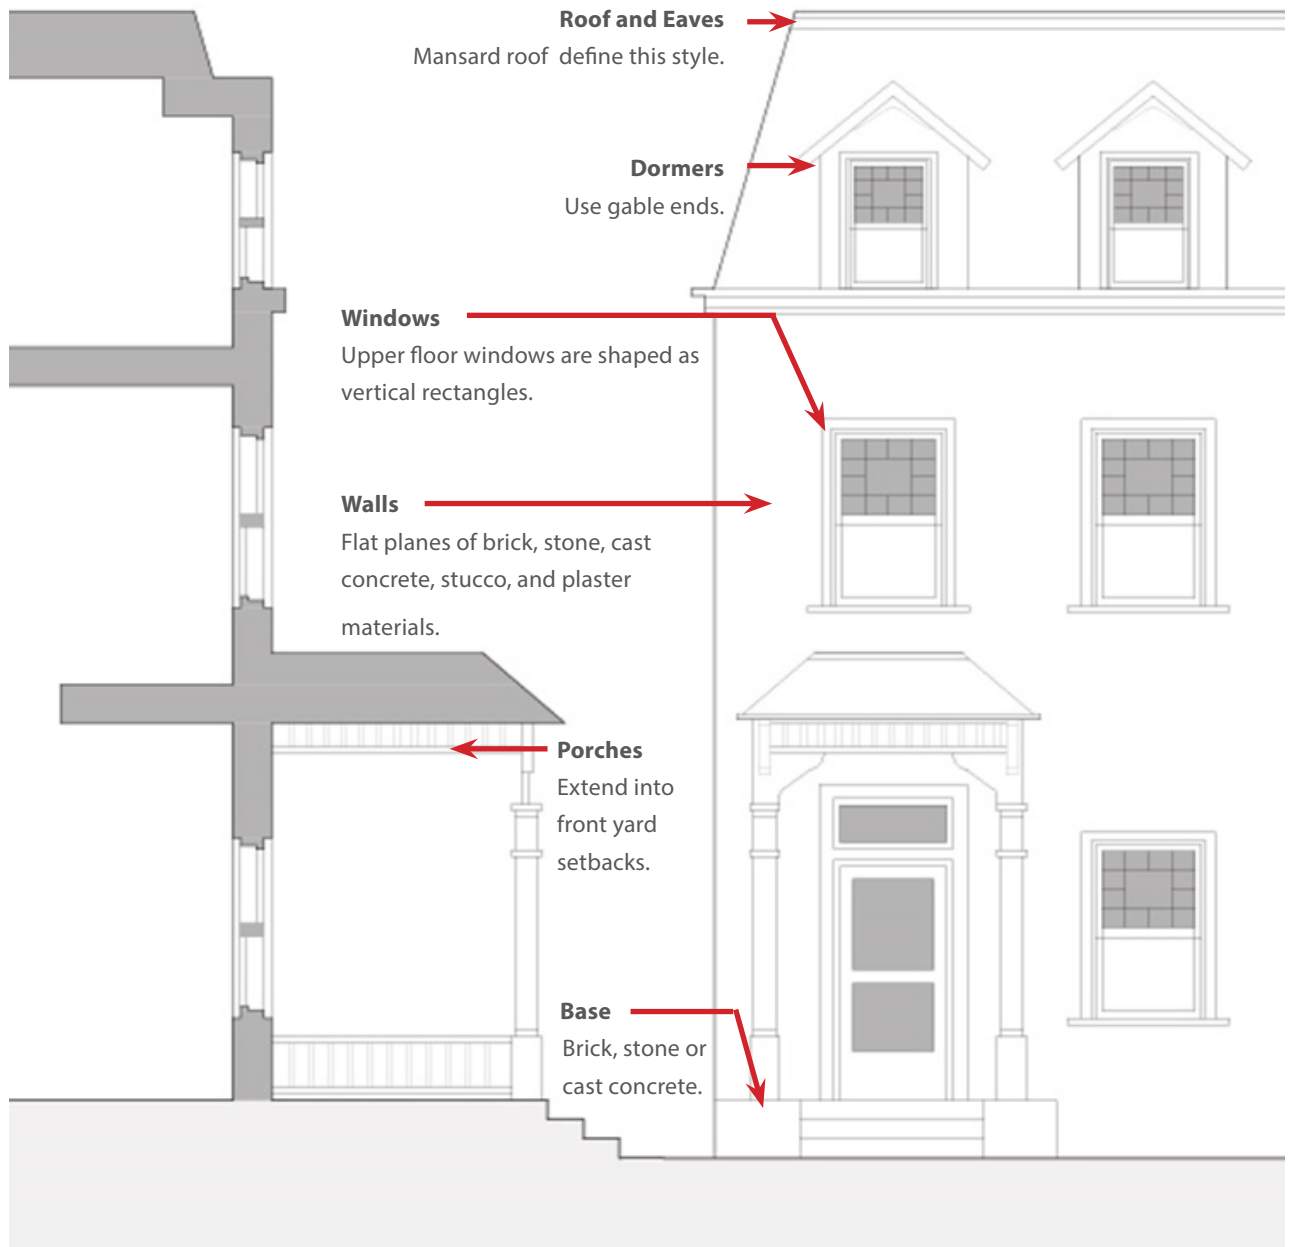 Roof and Eaves
Mansard roof define this style.
Dormers
Use gable ends.
Windows
Upper floor windows are shaped as
vertical rectangles.
Walls
Flat planes of brick, stone, cast
concrete, stucco, and plaster
materials.
Porches
Extend into
front yard
setbacks.
Base
Brick, stone or
cast concrete.